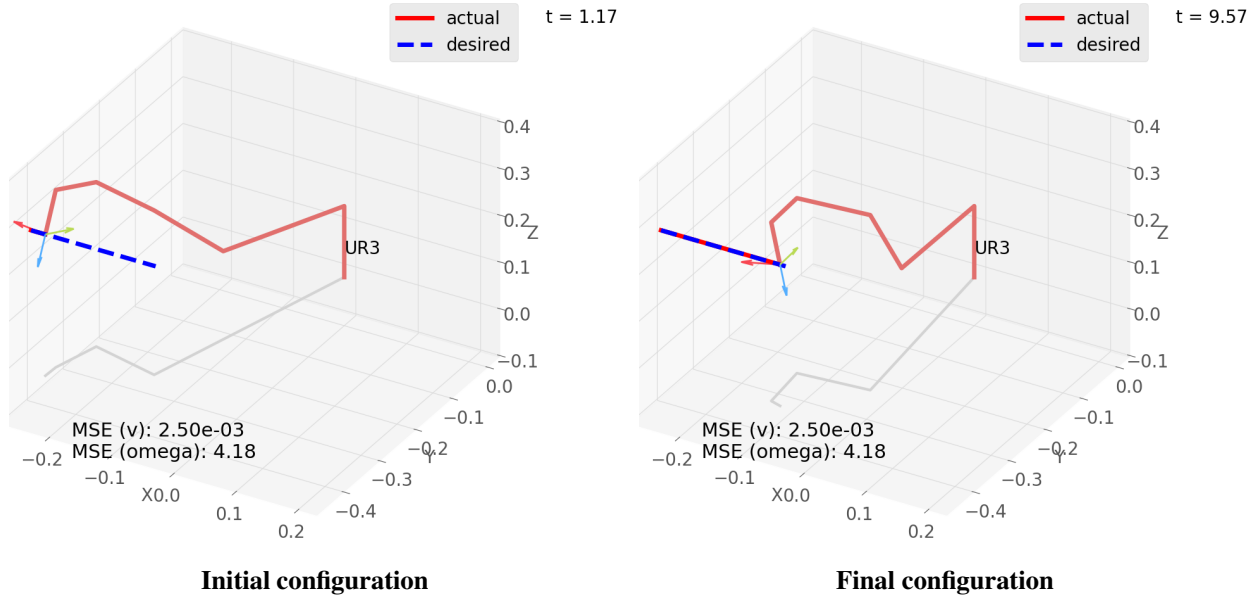 actual
desired
t = 1.17
0.4
0.3
0.2
Z
0.1
0.0
−0.1
UR3
0.0
−0.1
−0.2
Y
−0.3
−0.4
MSE (v): 2.50e-03
MSE (omega): 4.18
−0.2
−0.1
X
0.0
0.1
0.2
Initial configuration
actual
desired
t = 9.57
0.4
0.3
0.2
Z
0.1
0.0
−0.1
UR3
0.0
−0.1
−0.2
Y
−0.3
−0.4
MSE (v): 2.50e-03
MSE (omega): 4.18
−0.2
−0.1
X
0.0
0.1
0.2
Final configuration